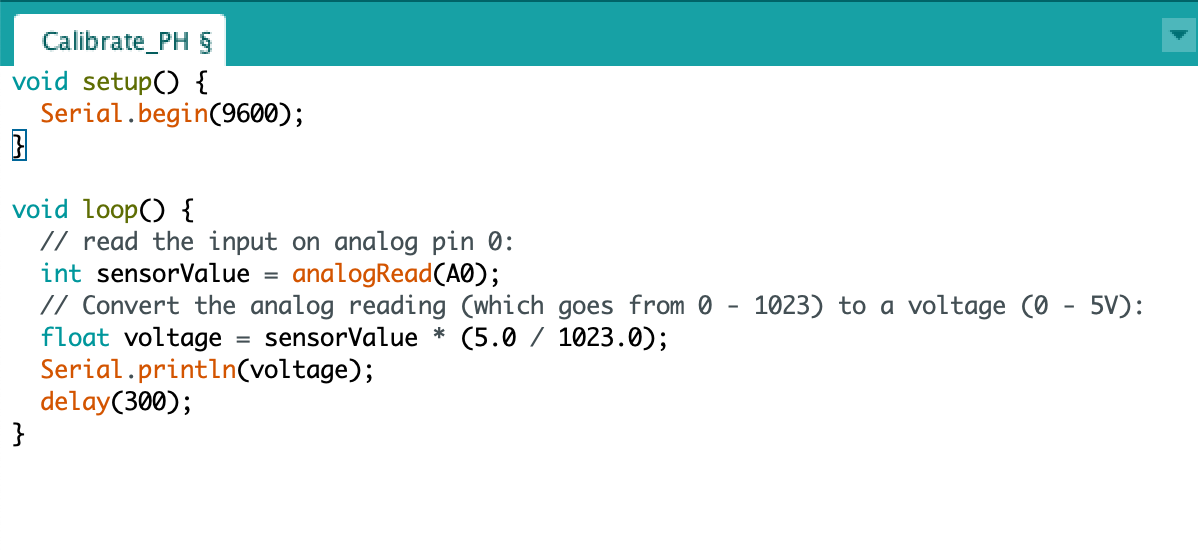 Calibrate_PH §
void setup() {
  Serial.begin(9600);
}
void loop() {
  // read the input on analog pin 0:
  int sensorValue = analogRead(A0);
  // Convert the analog reading (which goes from 0 - 1023) to a voltage (0 - 5V):
  float voltage = sensorValue * (5.0 / 1023.0);
  Serial.println(voltage);
  delay(300);
}